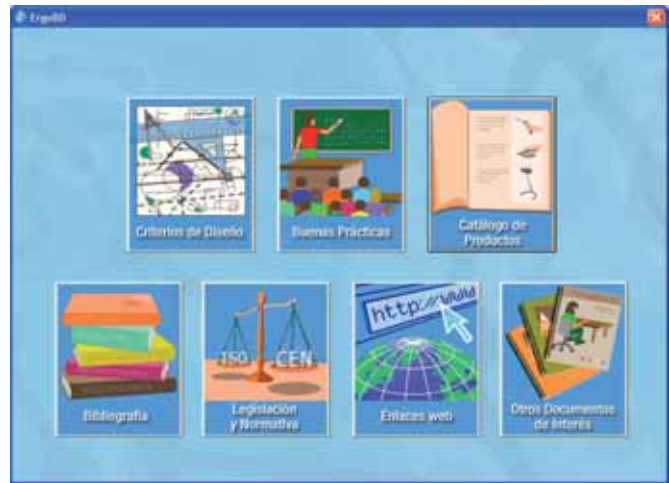 ErgoBD
Criterios de Diseño
Buenas Prácticas
Catálogo de
Productos
http://WWW
ISO
CEN
Bibliografía
Legislación
y Normativa
Enlaces web
Otros Documentos
de Interés